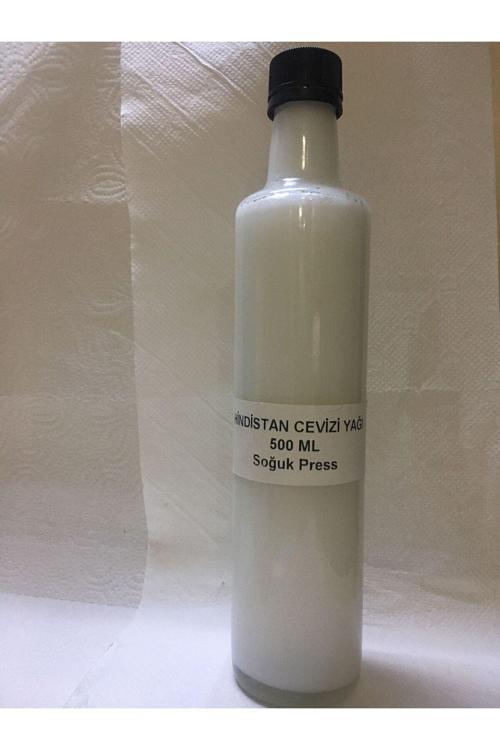 HİNDİSTAN CEVİZİ YAĞI
500 ML
Soğuk Press